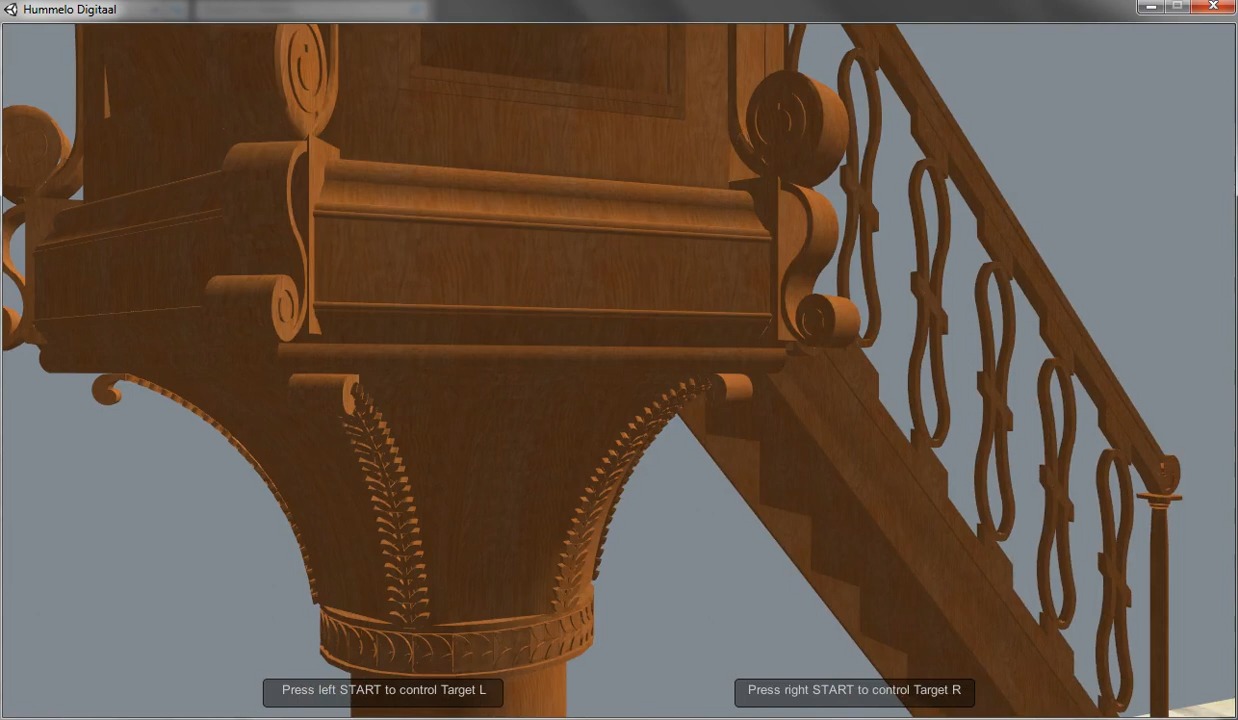 Hummelo Digitaal
Press left START to control Target L
Press right START to control Target R